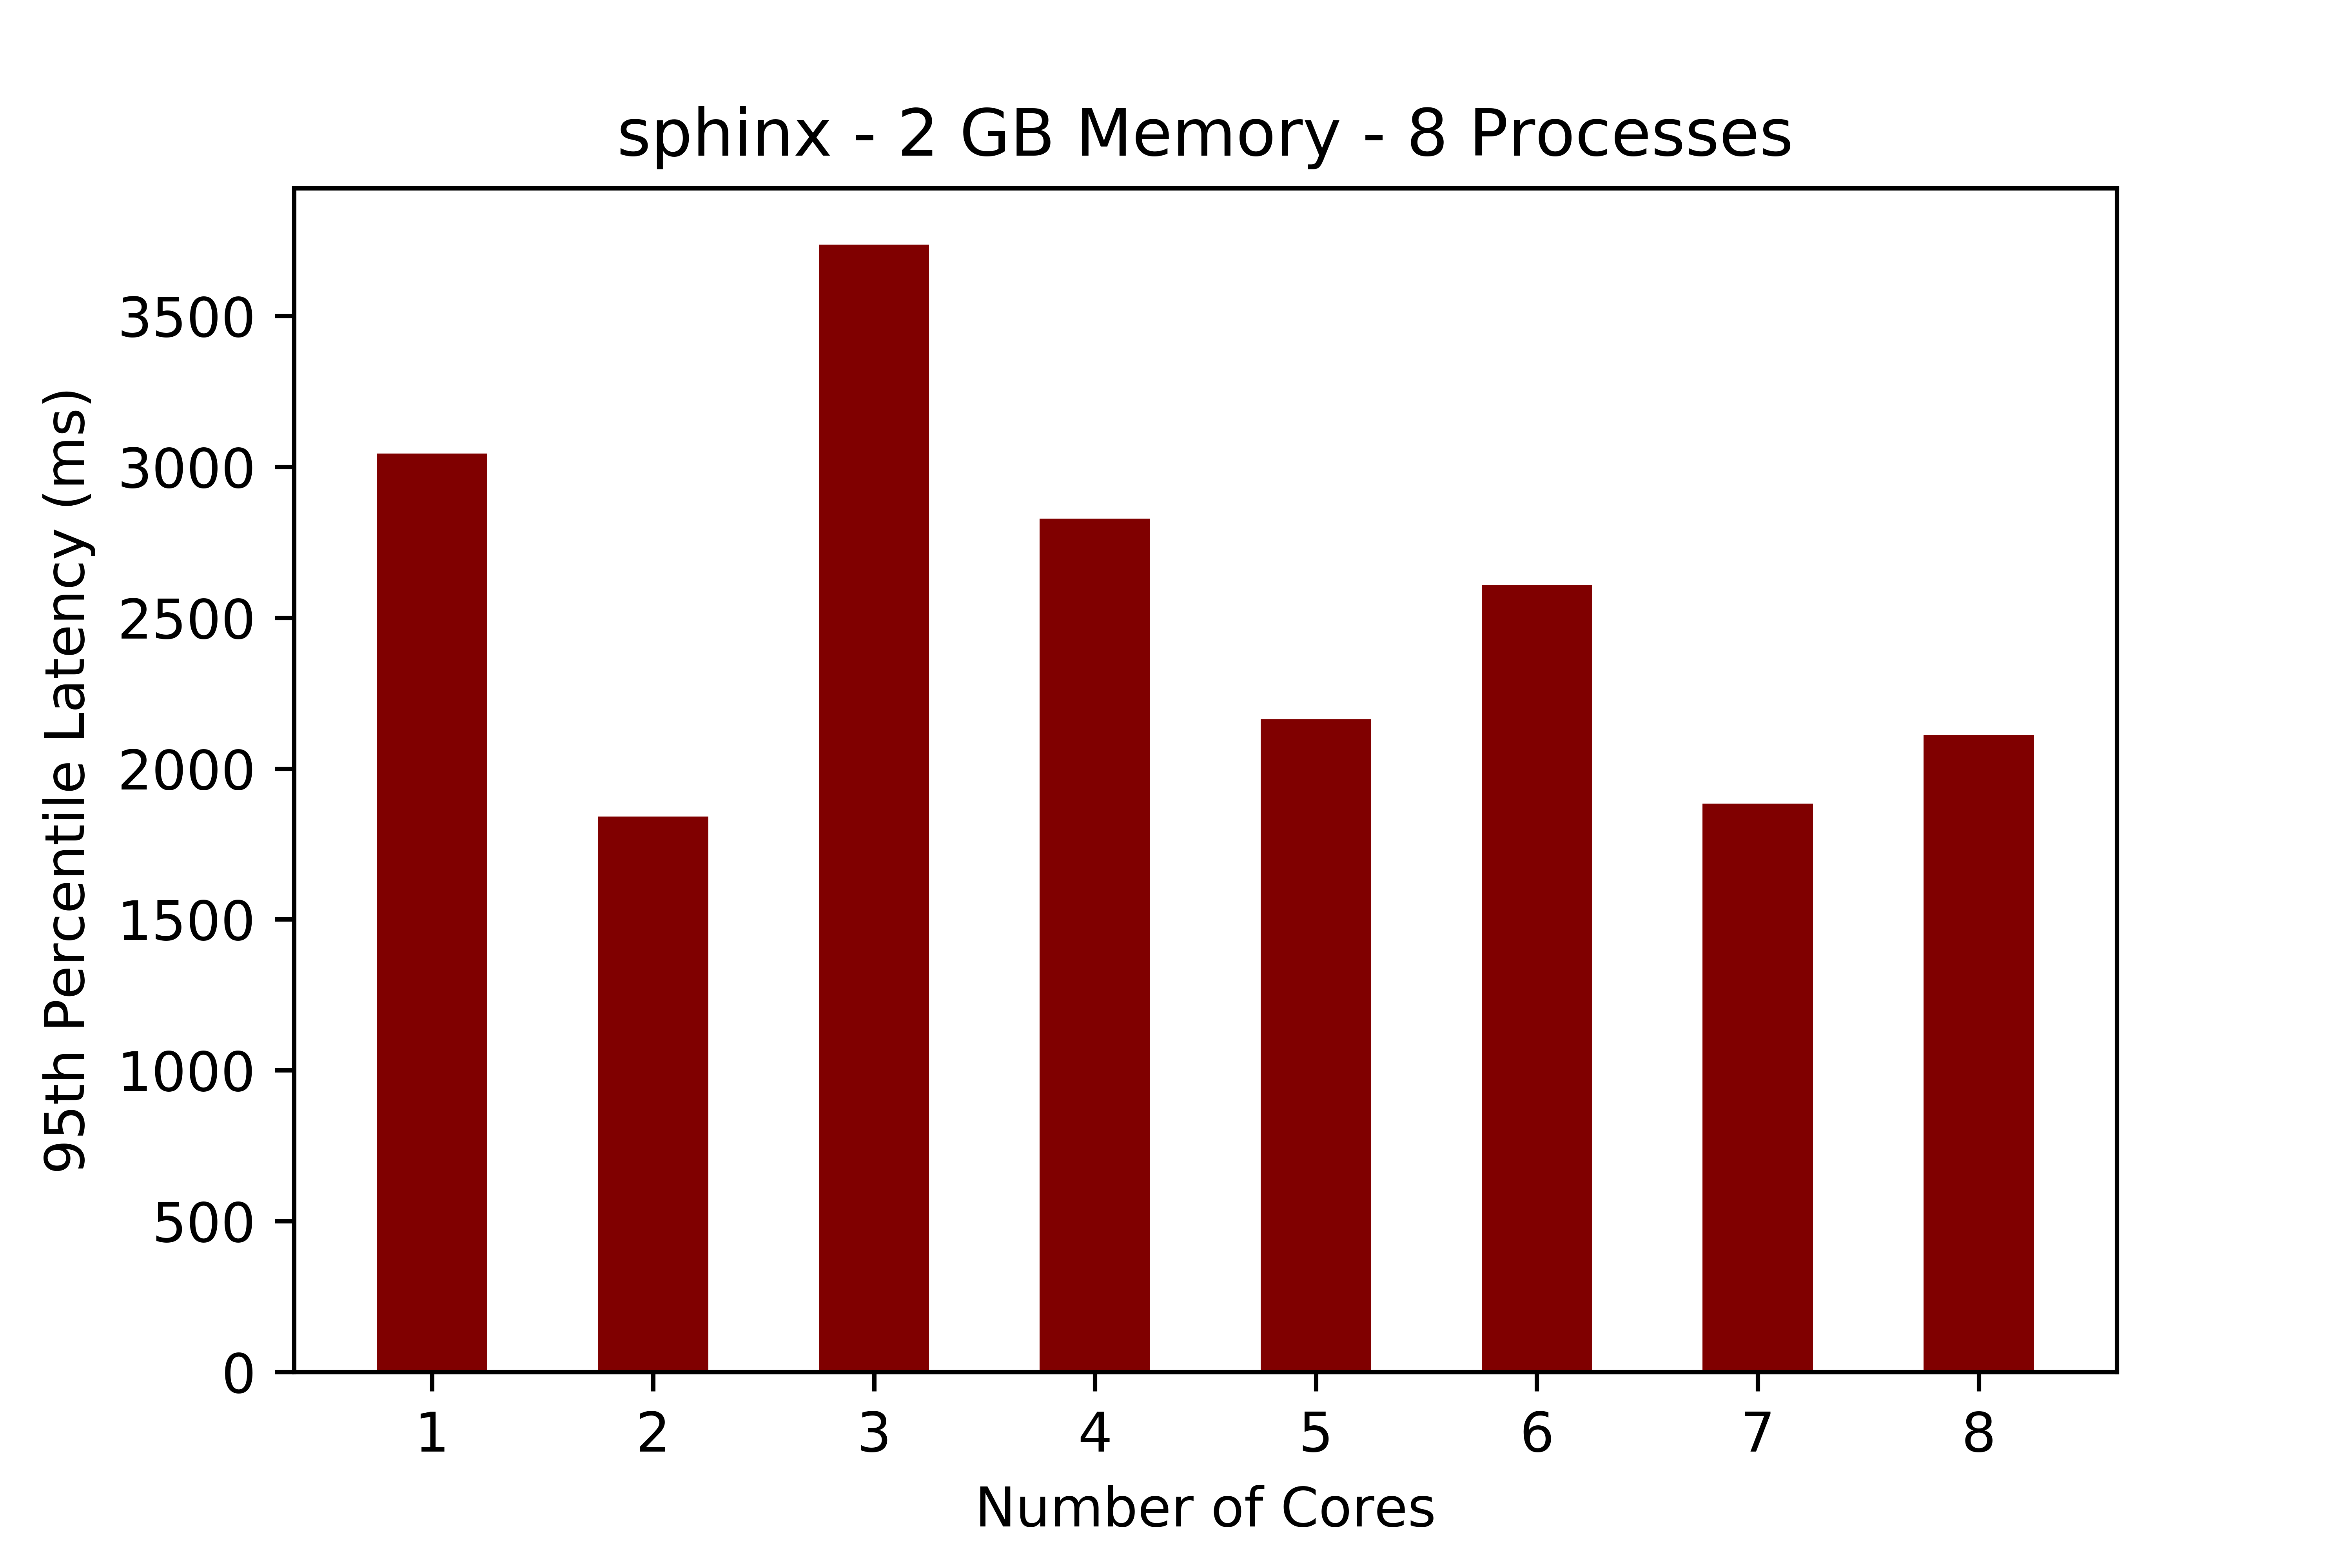 sphinx - 2 GB Memory - 8 Processes
95th Percentile Latency (ms)
3500
3000
2500
2000
1500
1000
500
0
1 2 3 4 5 6 7 8
Number of Cores